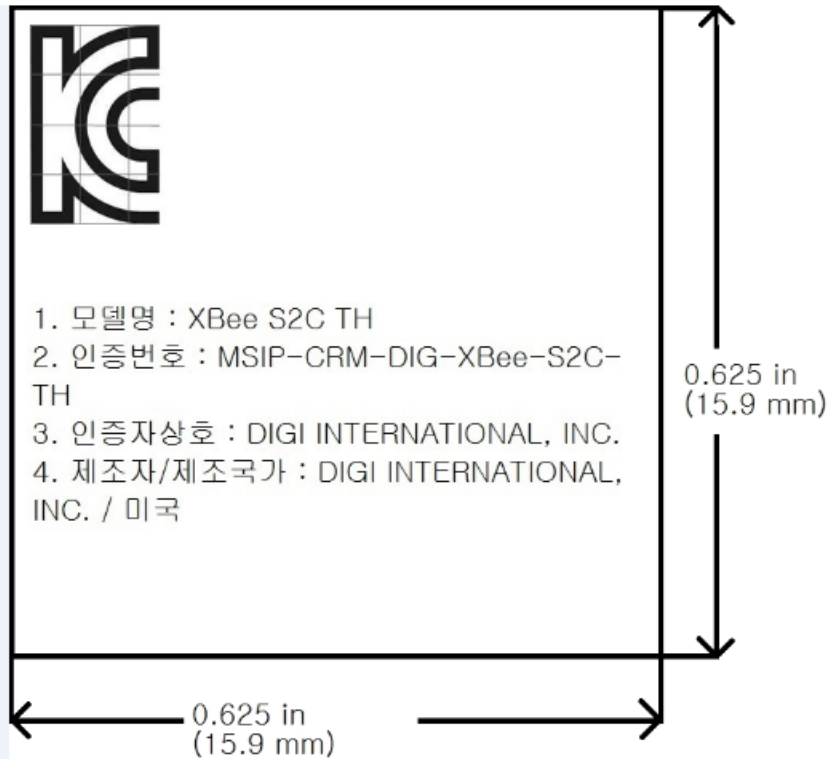 KC
1. 모델명 : XBee S2C TH
2. 인증번호 : MSIP-CRM-DIG-XBee-S2C-
TH
3. 인증자상호 : DIGI INTERNATIONAL, INC.
4. 제조자/제조국가 : DIGI INTERNATIONAL,
INC. / 미국
0.625 in
(15.9 mm)
0.625 in
(15.9 mm)